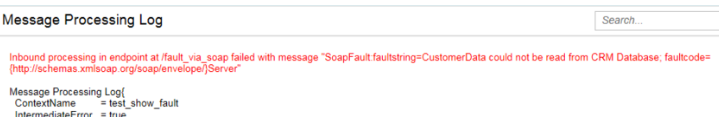 Message Processing Log
Search...
Inbound processing in endpoint at /fault_via_soap failed with message "SoapFault:faultstring=CustomerData could not be read from CRM Database; faultcode=
{http://schemas.xmlsoap.org/soap/envelope/}Server"
Message Processing Log{
ContextName = test_show_fault
IntermediateError = true